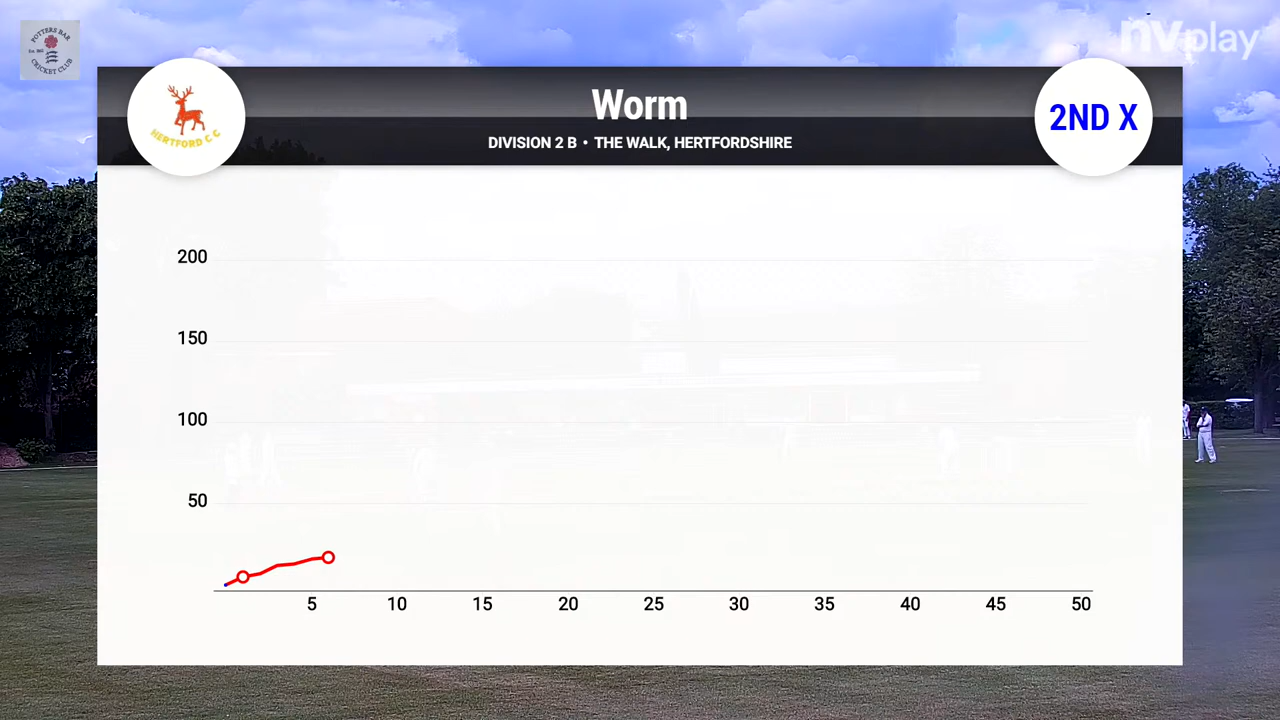 POTTERS BAR
CRICKET CLUB
nvplay
HERTFORD C C
Worm
DIVISION 2 B • THE WALK, HERTFORDSHIRE
2ND X
200
150
100
50
5 10 15 20 25 30 35 40 45 50